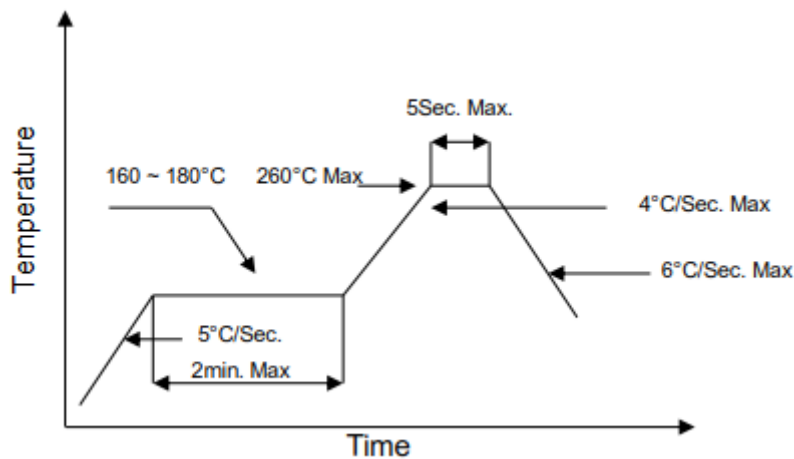 5Sec. Max.
160 ~ 180°C
260°C Max
4°C/Sec. Max
6°C/Sec. Max
5°C/Sec.
2min. Max
Temperature
Time